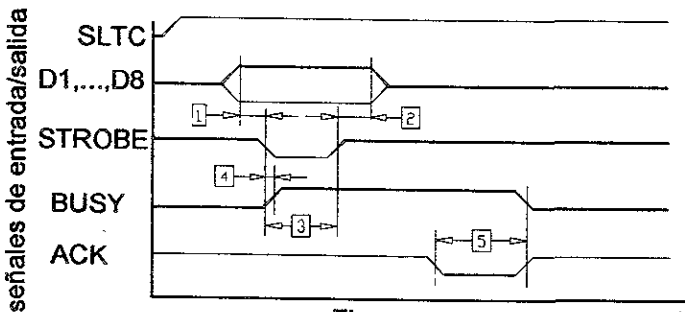 señales de entrada/salida
SLTC
D1,...,D8
1
2
STROBE
4
BUSY
3
ACK
5